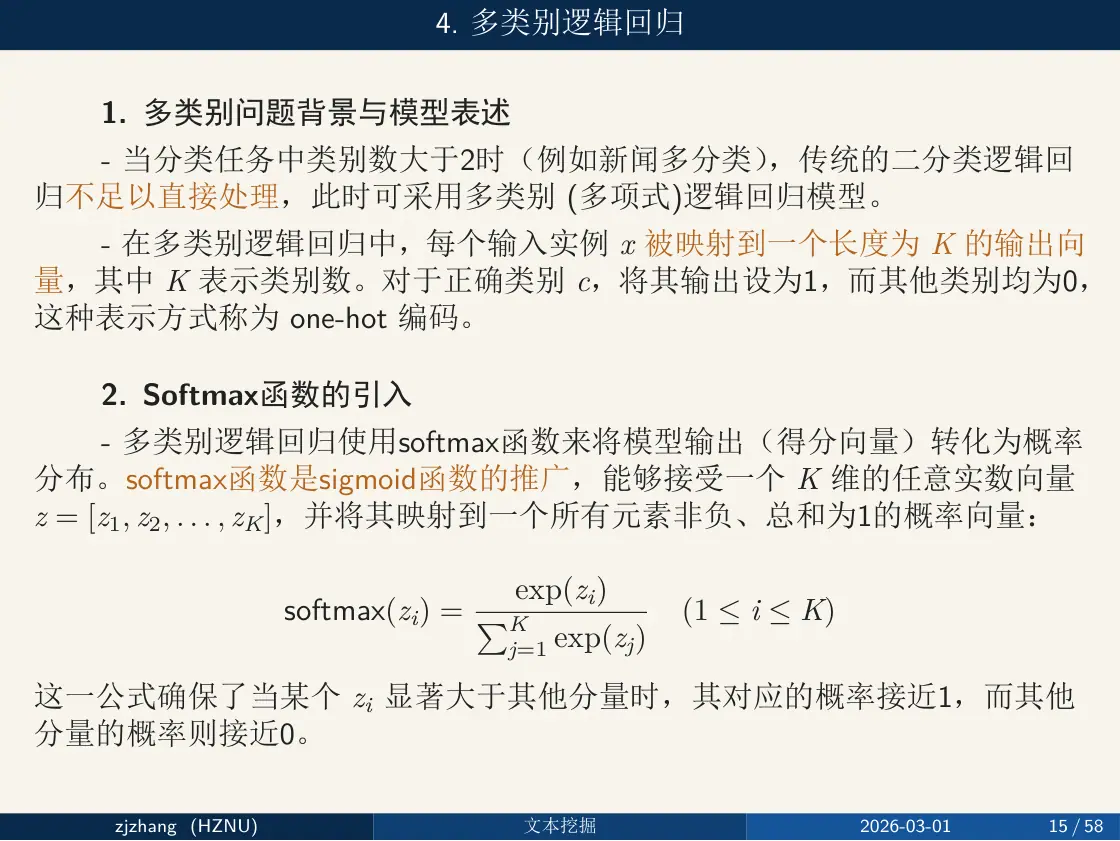 4. 多类别逻辑回归
1. 多类别问题背景与模型表述
- 当分类任务中类别数大于2时（例如新闻多分类），传统的二分类逻辑回
归不足以直接处理，此时可采用多类别 (多项式)逻辑回归模型。
- 在多类别逻辑回归中，每个输入实例 x 被映射到一个长度为 K 的输出向
量，其中 K 表示类别数。对于正确类别 c，将其输出设为1，而其他类别均为0，
这种表示方式称为 one-hot 编码。
2. Softmax函数的引入
- 多类别逻辑回归使用softmax函数来将模型输出（得分向量）转化为概率
分布。softmax函数是sigmoid函数的推广，能够接受一个 K 维的任意实数向量
z = [z₁, z₂, . . . , z_K]，并将其映射到一个所有元素非负、总和为1的概率向量：
softmax(z_i) = exp(z_i) / ∑_{j=1}^{K} exp(z_j) (1 ≤ i ≤ K)
这一公式确保了当某个 z_i 显著大于其他分量时，其对应的概率接近1，而其他
分量的概率则接近0。
zjzhang (HZNU) 文本挖掘 2026-03-01 15 / 58